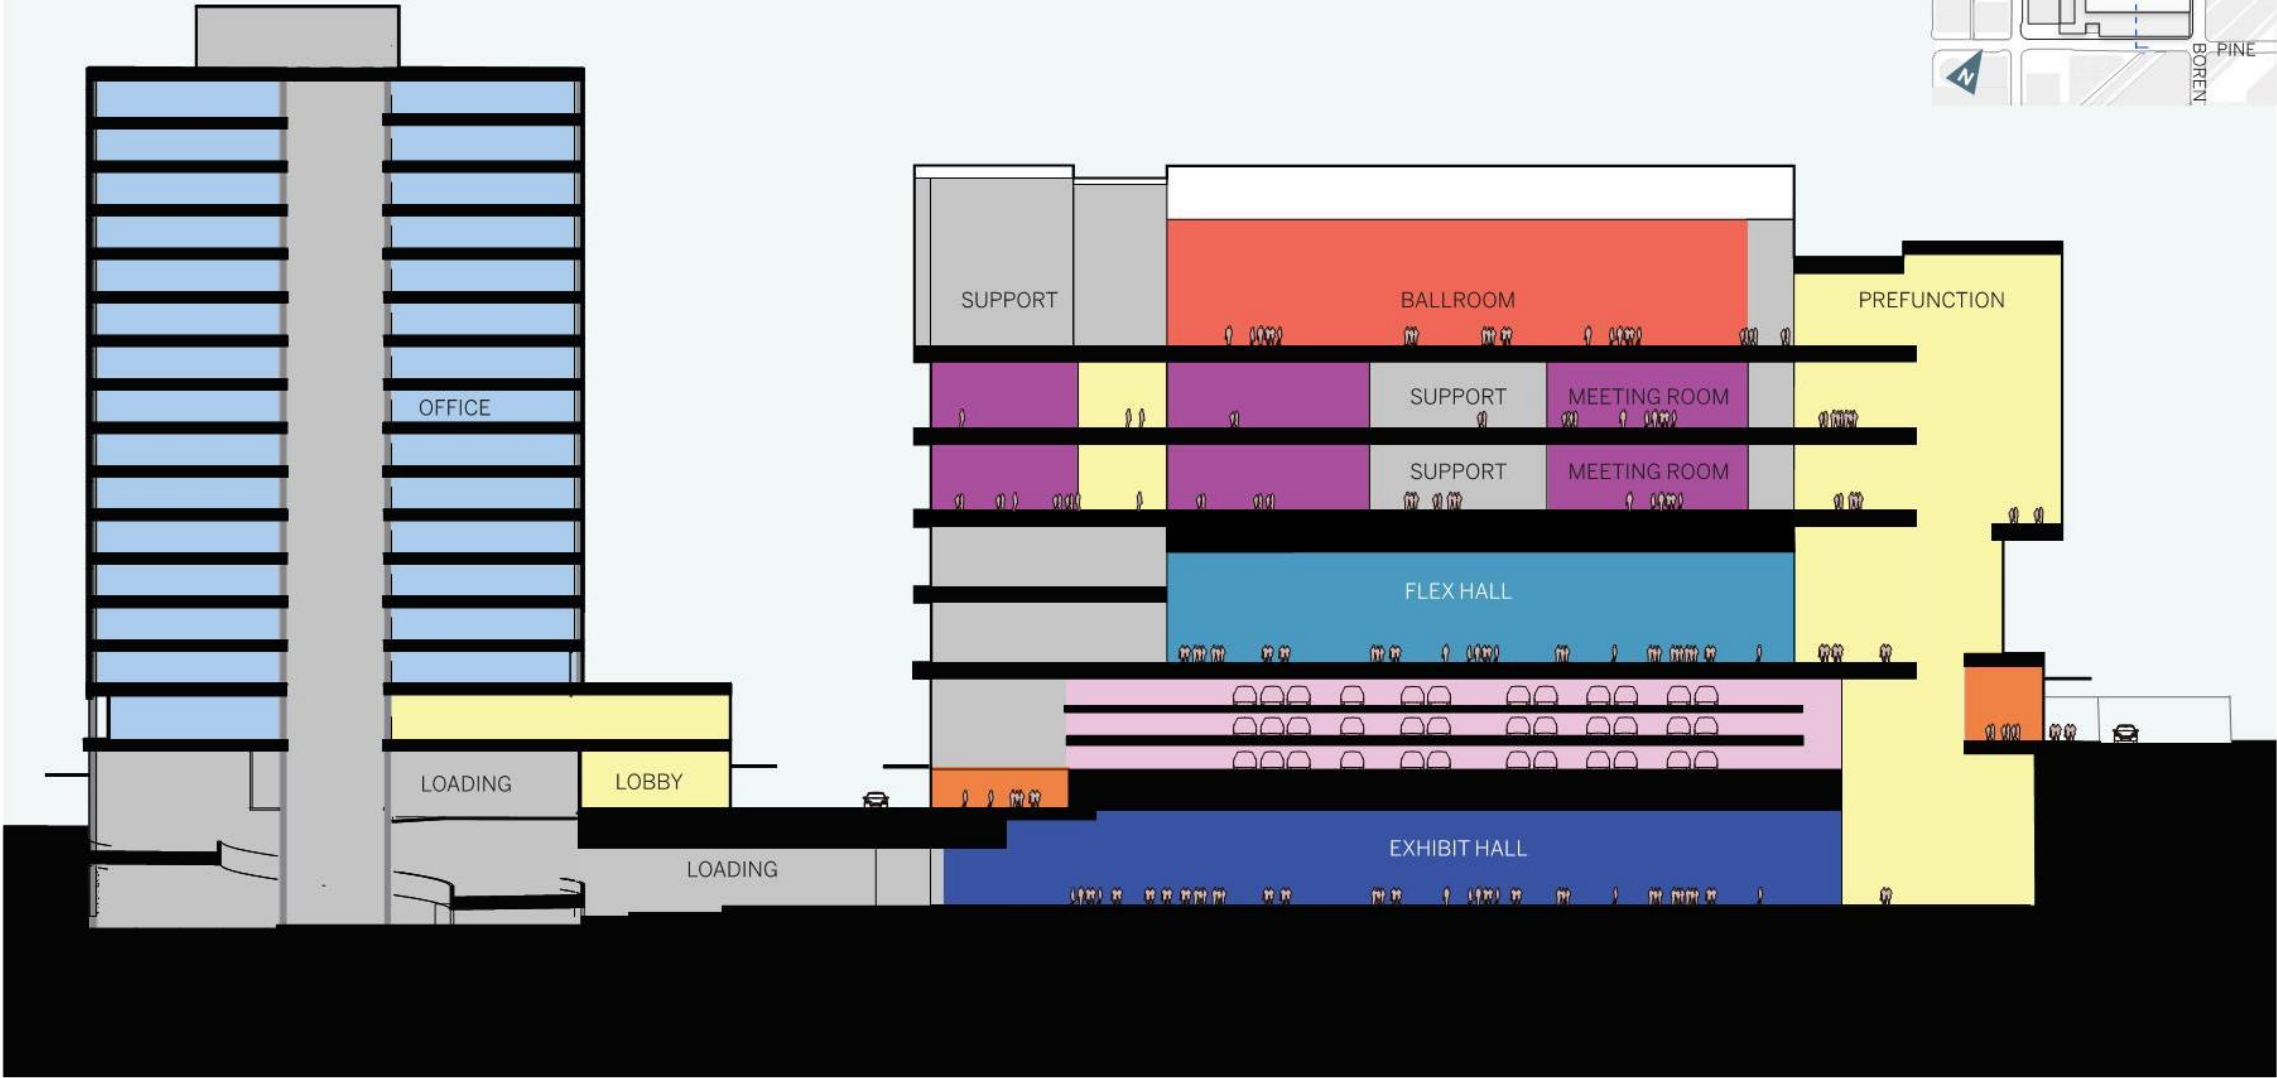 PINE
BOREN
N
SUPPORT
BALLROOM
PREFUNCTION
OFFICE
SUPPORT
MEETING ROOM
SUPPORT
MEETING ROOM
FLEX HALL
LOADING
LOBBY
EXHIBIT HALL
LOADING